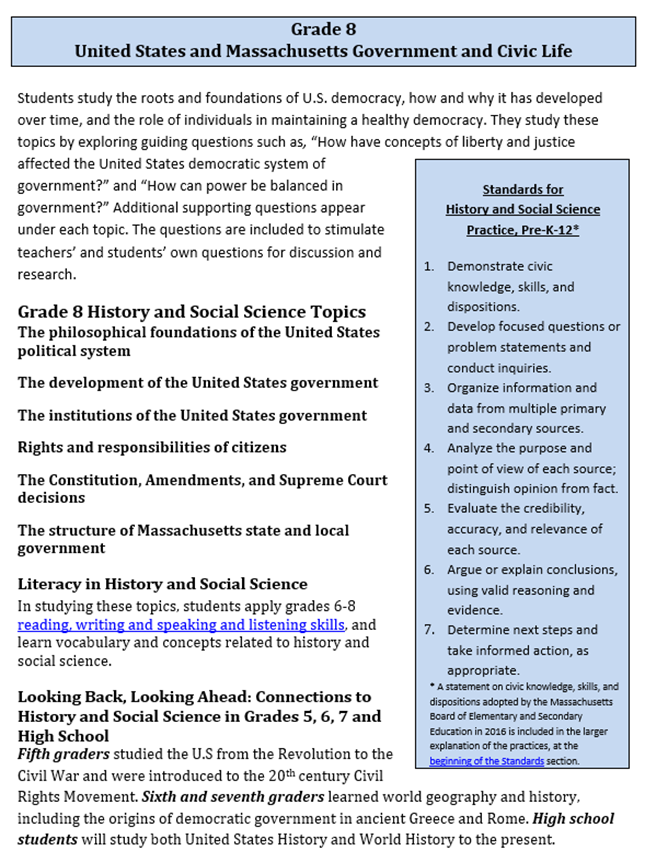 Grade 8
United States and Massachusetts Government and Civic Life
Students study the roots and foundations of U.S. democracy, how and why it has developed
over time, and the role of individuals in maintaining a healthy democracy. They study these
topics by exploring guiding questions such as, “How have concepts of liberty and justice
affected the United States democratic system of
government?” and “How can power be balanced in
government?” Additional supporting questions appear
under each topic. The questions are included to stimulate
teachers’ and students’ own questions for discussion and
research.
Grade 8 History and Social Science Topics
The philosophical foundations of the United States
political system
The development of the United States government
The institutions of the United States government
Rights and responsibilities of citizens
The Constitution, Amendments, and Supreme Court
decisions
The structure of Massachusetts state and local
government
Literacy in History and Social Science
In studying these topics, students apply grades 6-8
reading, writing and speaking and listening skills, and
learn vocabulary and concepts related to history and
social science.
Looking Back, Looking Ahead: Connections to
History and Social Science in Grades 5, 6, 7 and
High School
Fifth graders studied the U.S from the Revolution to the
Civil War and were introduced to the 20th century Civil
Rights Movement. Sixth and seventh graders learned world geography and history,
including the origins of democratic government in ancient Greece and Rome. High school
students will study both United States History and World History to the present.
Standards for
History and Social Science
Practice, Pre-K-12*
1. Demonstrate civic
knowledge, skills, and
dispositions.
2. Develop focused questions or
problem statements and
conduct inquiries.
3. Organize information and
data from multiple primary
and secondary sources.
4. Analyze the purpose and
point of view of each source;
distinguish opinion from fact.
5. Evaluate the credibility,
accuracy, and relevance of
each source.
6. Argue or explain conclusions,
using valid reasoning and
evidence.
7. Determine next steps and
take informed action, as
appropriate.
* A statement on civic knowledge, skills, and
dispositions adopted by the Massachusetts
Board of Elementary and Secondary
Education in 2016 is included in the larger
explanation of the practices, at the
beginning of the Standards section.